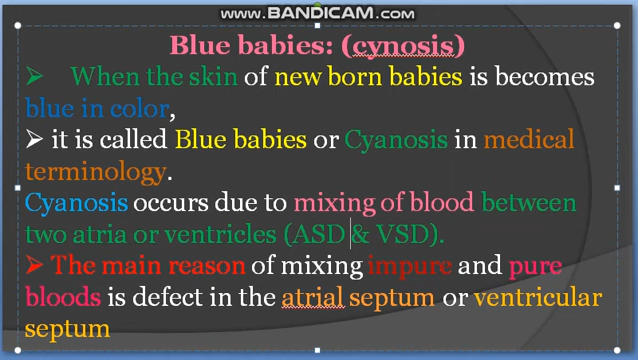 www.BANDICAM.com
Blue babies: (cynosis)
➢ When the skin of new born babies is becomes
blue in color,
➢ it is called Blue babies or Cyanosis in medical
terminology.
Cyanosis occurs due to mixing of blood between
two atria or ventricles (ASD & VSD).
➢ The main reason of mixing impure and pure
bloods is defect in the atrial septum or ventricular
septum